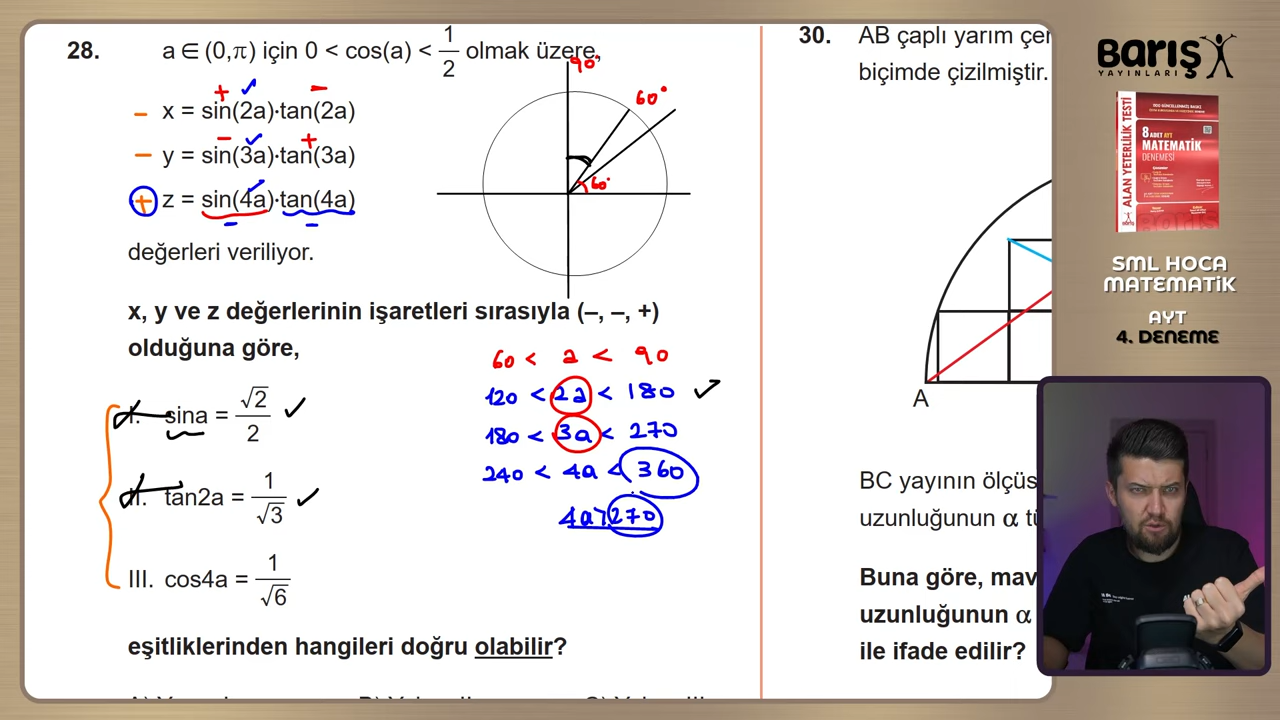 28. a ∈ (0,π) için 0 < cos(a) < 1/2 olmak üzere,
+ –
– x = sin(2a)·tan(2a)
– +
– y = sin(3a)·tan(3a)
+ z = sin(4a)·tan(4a)
– –
değerleri veriliyor.
90°
60°
60°
x, y ve z değerlerinin işaretleri sırasıyla (–, –, +)
olduğuna göre,
I. sina = √2/2
II. tan2a = 1/√3
III. cos4a = 1/√6
60 < a < 90
120 < 2a < 180
180 < 3a < 270
240 < 4a < 360
4a > 270
eşitliklerinden hangileri doğru olabilir?
30. AB çaplı yarım çe
biçimde çizilmiştir.
A
BC yayının ölçüs
uzunluğunun α t
Buna göre, mav
uzunluğunun α
ile ifade edilir?
BARIŞ
YAYINLARI
ALAN YETERLİLİK TESTİ
8 ADET AYT
MATEMATİK
DENEMESİ
SML HOCA
MATEMATİK
AYT
4. DENEME